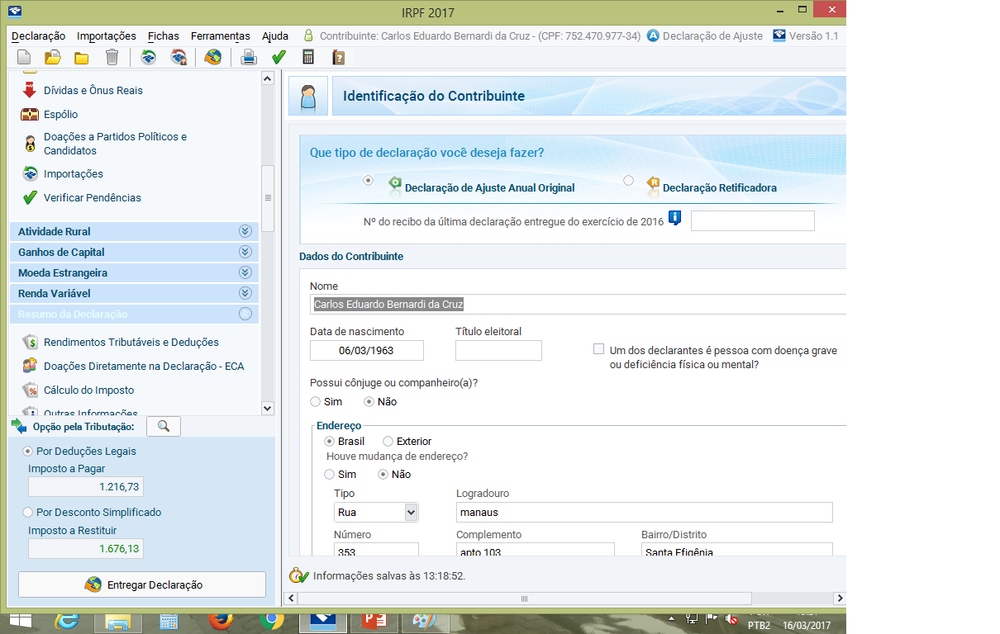 IRPF 2017
Declaração Importações Fichas Ferramentas Ajuda Contribuinte: Carlos Eduardo Bernardi da Cruz - (CPF: 752.470.977-34) Declaração de Ajuste Versão 1.1
Dívidas e Ônus Reais
Espólio
Doações a Partidos Políticos e
Candidatos
Importações
Verificar Pendências
Atividade Rural
Ganhos de Capital
Moeda Estrangeira
Renda Variável
Resumo da Declaração
Rendimentos Tributáveis e Deduções
Doações Diretamente na Declaração - ECA
Cálculo do Imposto
Outras Informações
Opção pela Tributação:
Por Deduções Legais
Imposto a Pagar
1.216,73
Por Desconto Simplificado
Imposto a Restituir
1.676,13
Entregar Declaração
Identificação do Contribuinte
Que tipo de declaração você deseja fazer?
Declaração de Ajuste Anual Original
Declaração Retificadora
Nº do recibo da última declaração entregue do exercício de 2016
Dados do Contribuinte
Nome
Carlos Eduardo Bernardi da Cruz
Data de nascimento Título eleitoral
06/03/1963
Um dos declarantes é pessoa com doença grave
ou deficiência física ou mental?
Possui cônjuge ou companheiro(a)?
Sim Não
Endereço
Brasil Exterior
Houve mudança de endereço?
Sim Não
Tipo Logradouro
Rua manaus
Número Complemento Bairro/Distrito
353 apto 103 Santa Efigênia
Informações salvas às 13:18:52.
PTB2 16/03/2017